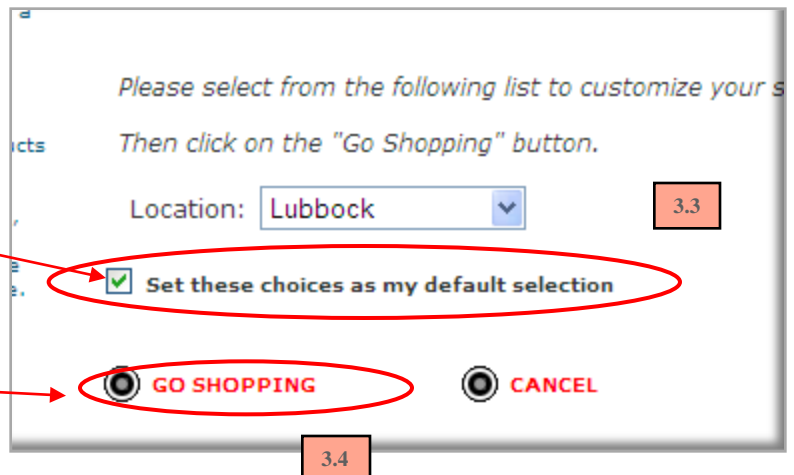 Please select from the following list to customize your
Then click on the "Go Shopping" button.
Location: Lubbock
3.3
Set these choices as my default selection
GO SHOPPING
CANCEL
3.4